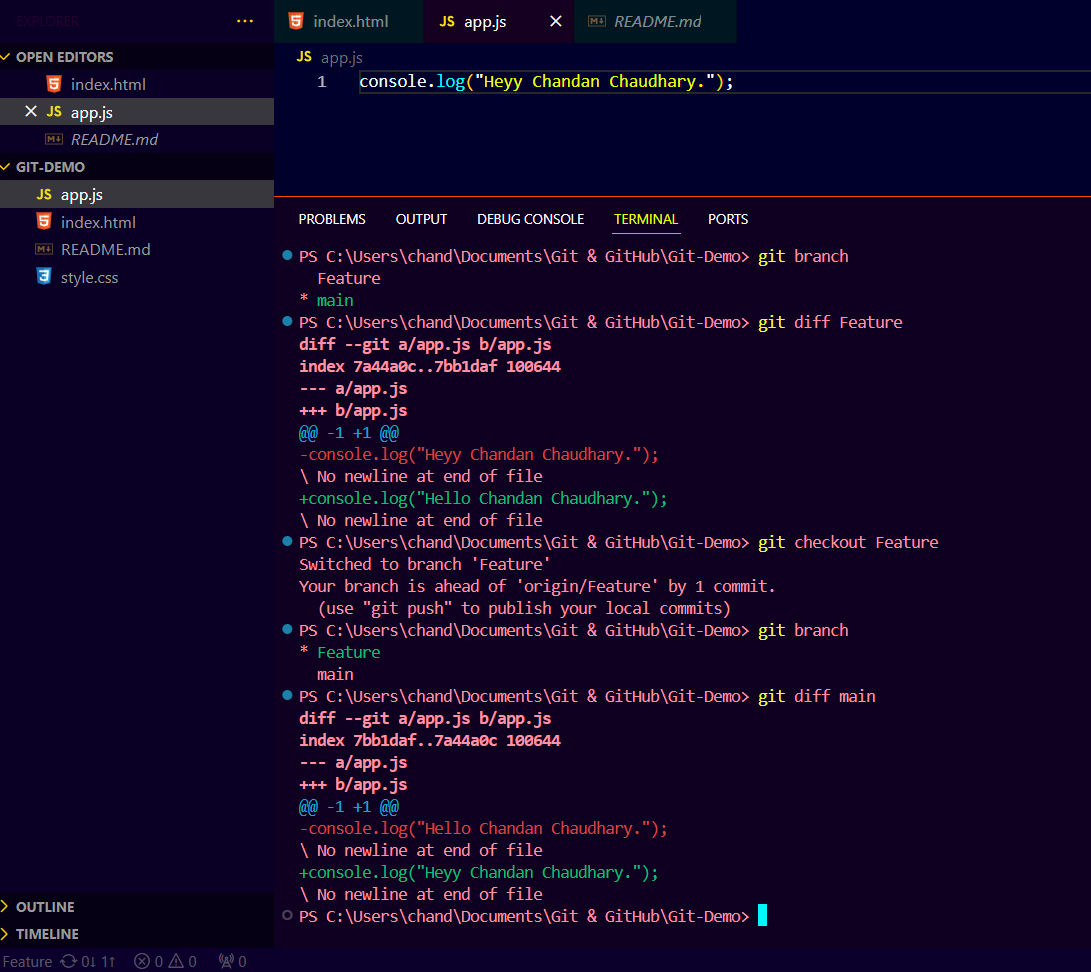 EXPLORER ...
OPEN EDITORS
index.html
JS app.js
README.md
GIT-DEMO
JS app.js
index.html
README.md
style.css
OUTLINE
TIMELINE
index.html
JS app.js
README.md
JS app.js
1 console.log("Heyy Chandan Chaudhary.");
PROBLEMS OUTPUT DEBUG CONSOLE TERMINAL PORTS
PS C:\Users\chand\Documents\Git & GitHub\Git-Demo> git branch
Feature
* main
PS C:\Users\chand\Documents\Git & GitHub\Git-Demo> git diff Feature
diff --git a/app.js b/app.js
index 7a44a0c..7bb1daf 100644
--- a/app.js
+++ b/app.js
@@ -1 +1 @@
-console.log("Heyy Chandan Chaudhary.");
\ No newline at end of file
+console.log("Hello Chandan Chaudhary.");
\ No newline at end of file
PS C:\Users\chand\Documents\Git & GitHub\Git-Demo> git checkout Feature
Switched to branch 'Feature'
Your branch is ahead of 'origin/Feature' by 1 commit.
(use "git push" to publish your local commits)
PS C:\Users\chand\Documents\Git & GitHub\Git-Demo> git branch
* Feature
main
PS C:\Users\chand\Documents\Git & GitHub\Git-Demo> git diff main
diff --git a/app.js b/app.js
index 7bb1daf..7a44a0c 100644
--- a/app.js
+++ b/app.js
@@ -1 +1 @@
-console.log("Hello Chandan Chaudhary.");
\ No newline at end of file
+console.log("Heyy Chandan Chaudhary.");
\ No newline at end of file
PS C:\Users\chand\Documents\Git & GitHub\Git-Demo>
Feature 0↓ 1↑ 0 0 0